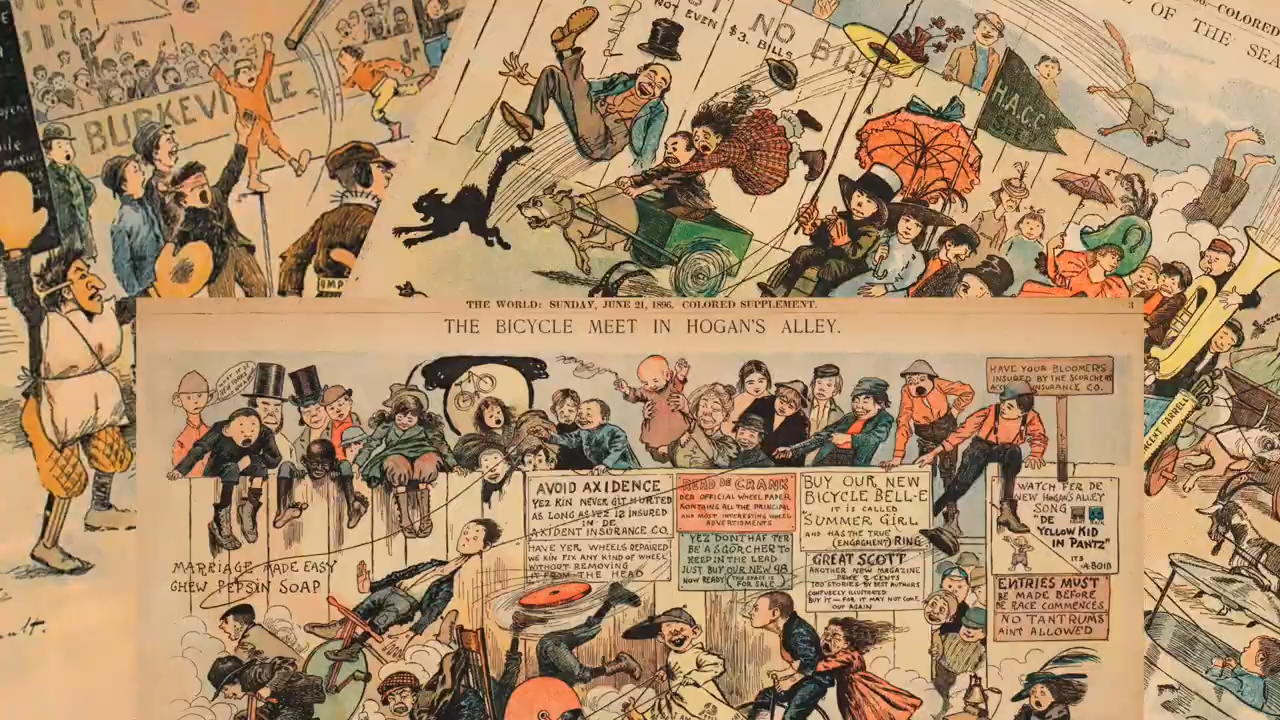 NO BILL
NOT EVEN
$3. BILLS
COLORED
OF THE SEA
BURKEVILLE
H.A.C.C.
THE WORLD: SUNDAY, JUNE 21, 1896. COLORED SUPPLEMENT.
3
THE BICYCLE MEET IN HOGAN'S ALLEY.
HAVE YOUR BLOOMERS
INSURED BY THE SCORCHERS
INSURANCE CO.
AVOID AXIDENCE
YEZ KIN NEVER GIT HURTED
AS LONG AS YEZ IZ INSURED
IN DE
AXIDENT INSURANCE CO.
HAVE YER WHEELS REPAIRED
WE KIN FIX ANY KIND OF WHEEL
WITHOUT REMOVING
IT FROM THE HEAD
READ DE CRANK
DER OFFICIAL WHEEL PAPER
KONTAINS ALL THE PRINCIPAL
AND MOST INTERESTING WHEEL
ADVERTISMENTS
YEZ DONT HAF TER
BE A SCORCHER TO
KEEP IN THE LEAD
JUST BUY OUR NEW 98
NOW READY
THIS SPACE IS
FOR SALE
BUY OUR NEW
BICYCLE BELL-E
IT IS CALLED
"SUMMER GIRL
AND HAS THE TRUE
(ENGAGHENT) RING
GREAT SCOTT
ANOTHER NEW MAGAZINE
PRICE 2 CENTS
100 STORIES BY BEST AUTHORS
CONFUSELY ILLUSTRATED
BUY IT — FOR IT MAY NOT COME
OUT AGAIN
WATCH FER DE
NEW HOGAN'S ALLEY
SONG
"DE
YELLOW KID
IN PANTZ"
ITS
A BOID
ENTRIES MUST
BE MADE BEFORE
DE RACE COMMENCES
NO TANTRUMS
AINT ALLOWED
MARRIAGE MADE EASY
CHEW PEPSIN SOAP